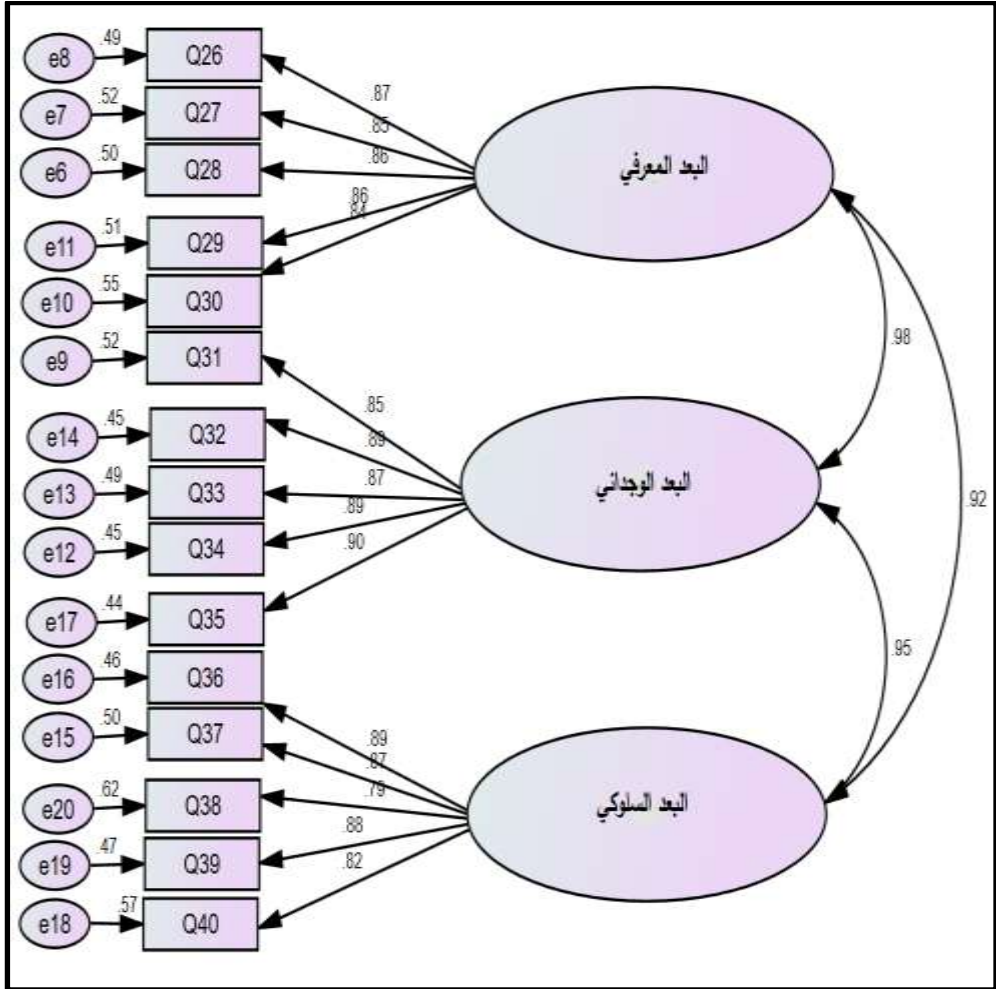 e8 .49 Q26
e7 .52 Q27
e6 .50 Q28
e11 .51 Q29
e10 .55 Q30
e9 .52 Q31
e14 .45 Q32
e13 .49 Q33
e12 .45 Q34
e17 .44 Q35
e16 .46 Q36
e15 .50 Q37
e20 .62 Q38
e19 .47 Q39
e18 .57 Q40
.87
.85
.86
.86
.84
البعد المعرفي
.85
.89
.87
.89
.90
البعد الوجداني
.89
.87
.79
.88
.82
البعد السلوكي
.98
.92
.95